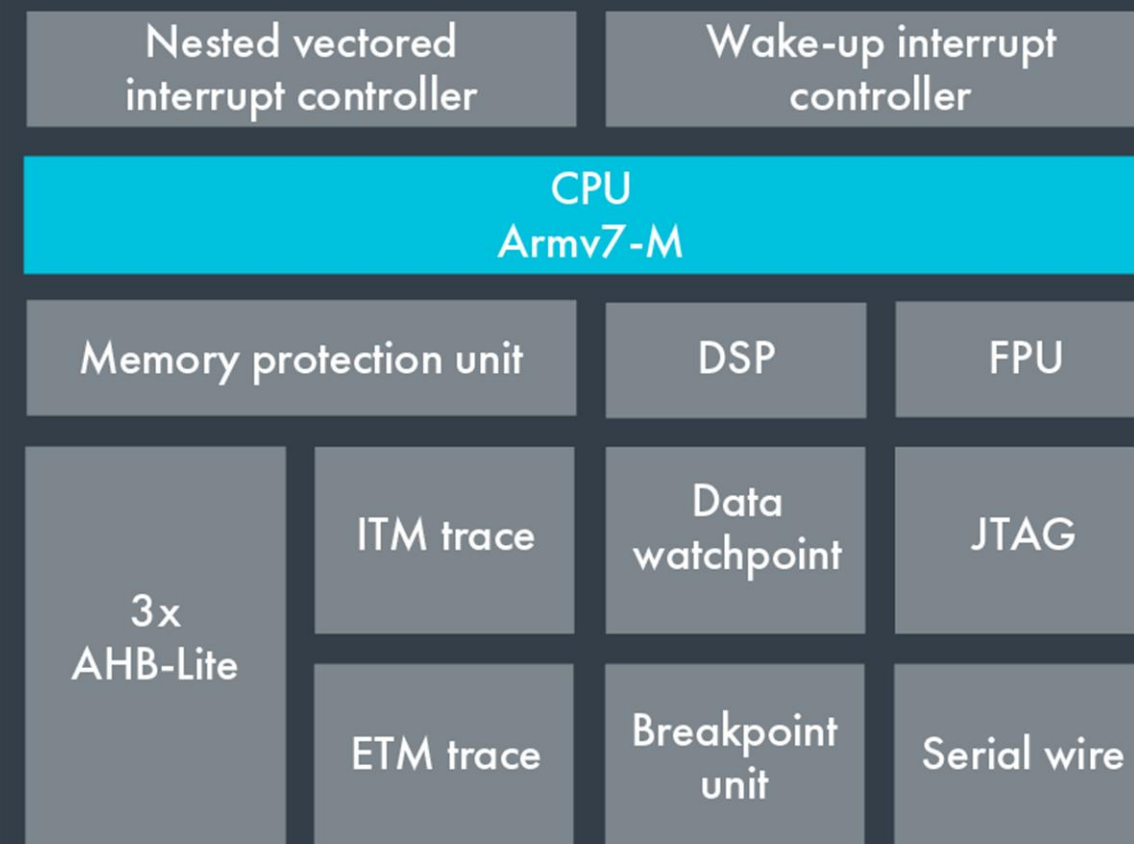 Nested vectored
interrupt controller
Wake-up interrupt
controller
CPU
Armv7-M
Memory protection unit
DSP
FPU
3x
AHB-Lite
ITM trace
Data
watchpoint
JTAG
ETM trace
Breakpoint
unit
Serial wire